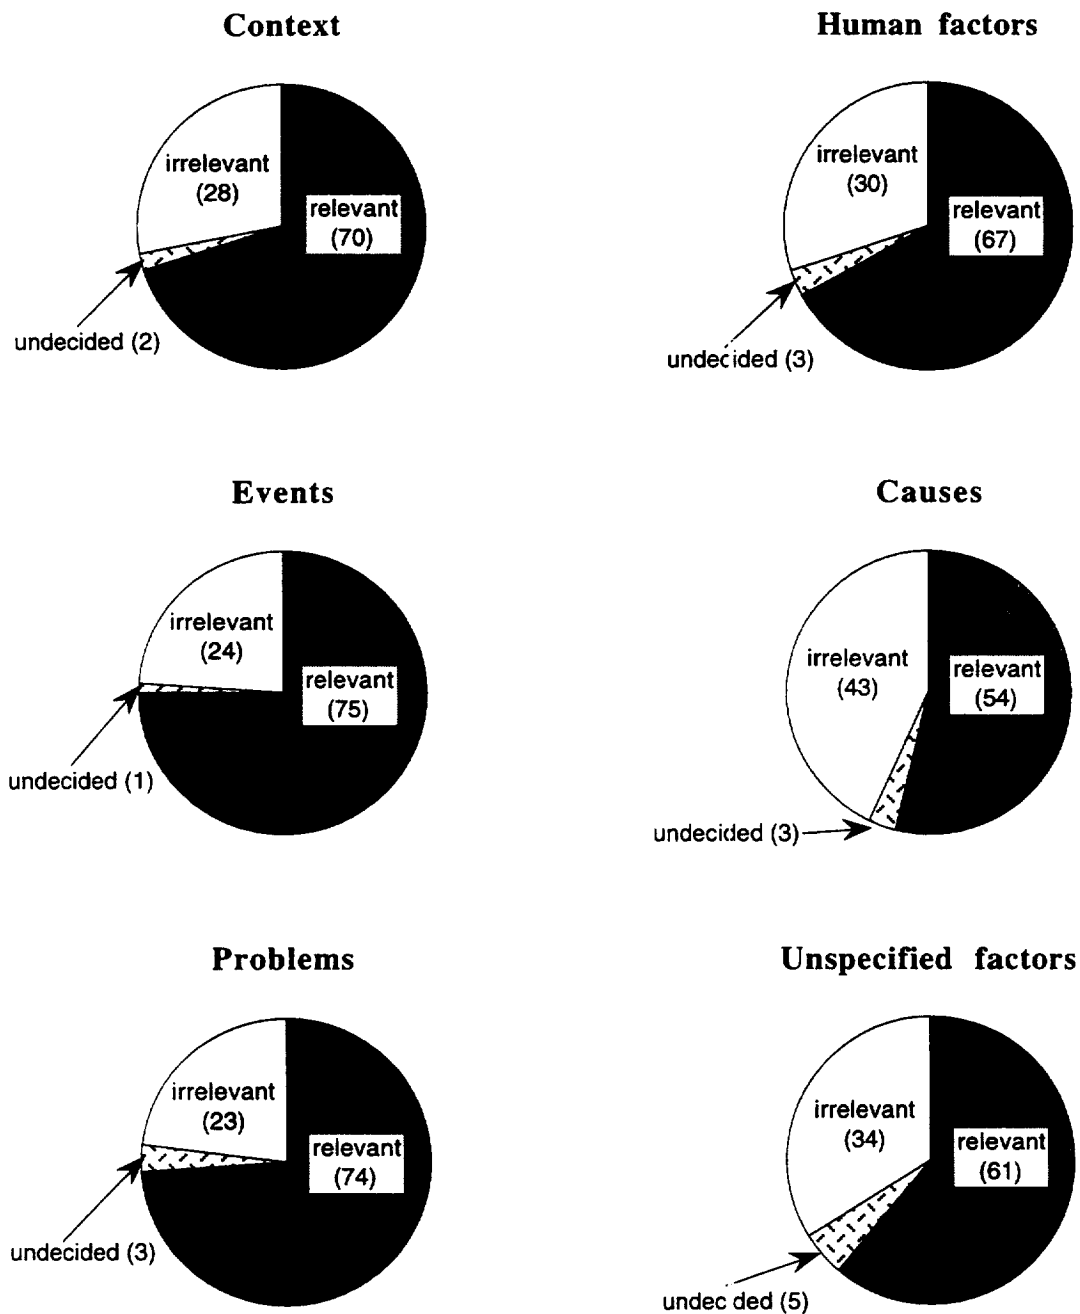 Context
irrelevant
(28)
relevant
(70)
undecided (2)
Human factors
irrelevant
(30)
relevant
(67)
undecided (3)
Events
irrelevant
(24)
relevant
(75)
undecided (1)
Causes
irrelevant
(43)
relevant
(54)
undecided (3)
Problems
irrelevant
(23)
relevant
(74)
undecided (3)
Unspecified factors
irrelevant
(34)
relevant
(61)
undecided (5)